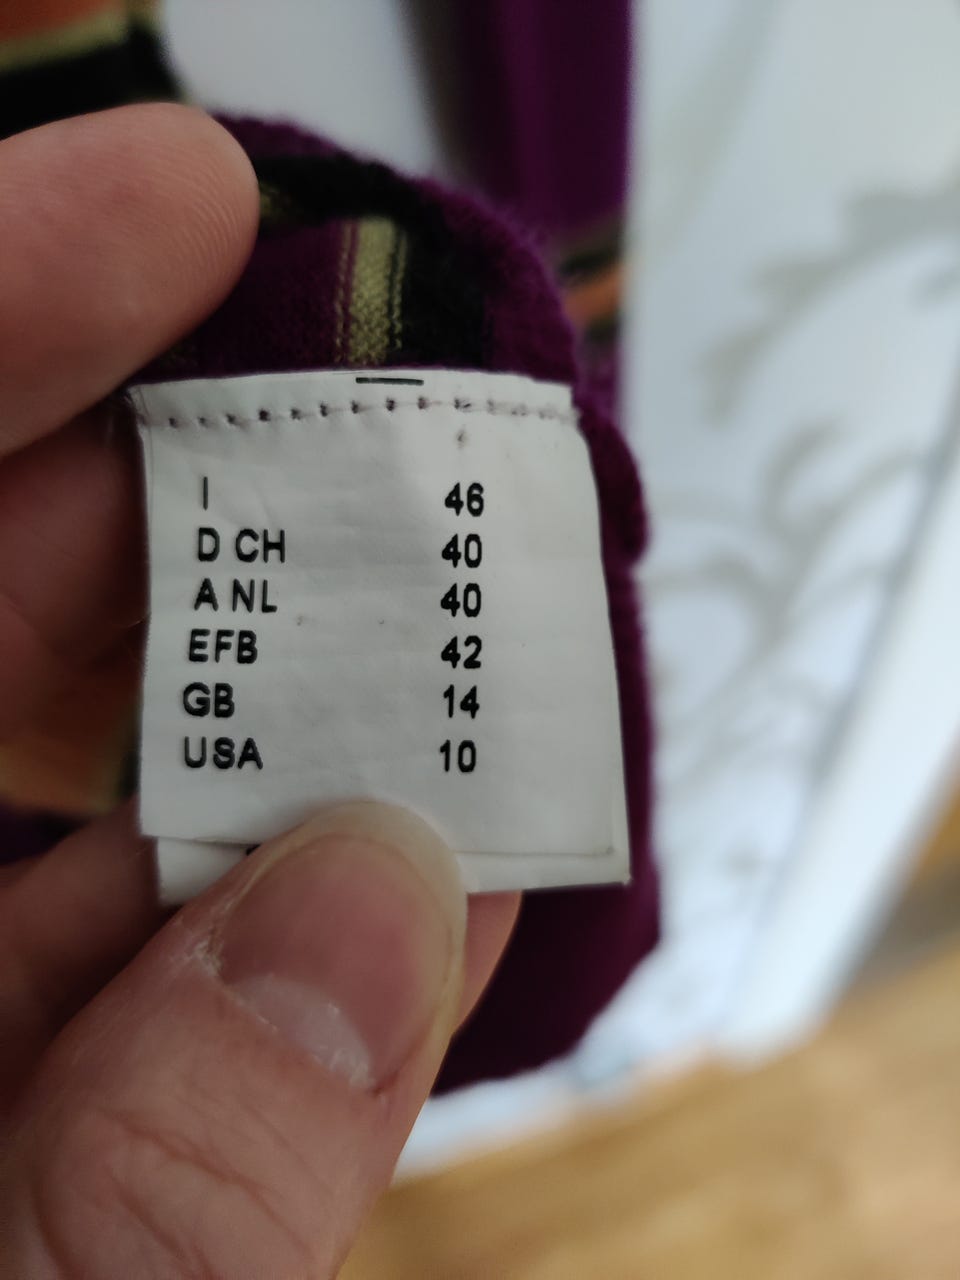 I 46
D CH 40
A NL 40
EFB 42
GB 14
USA 10